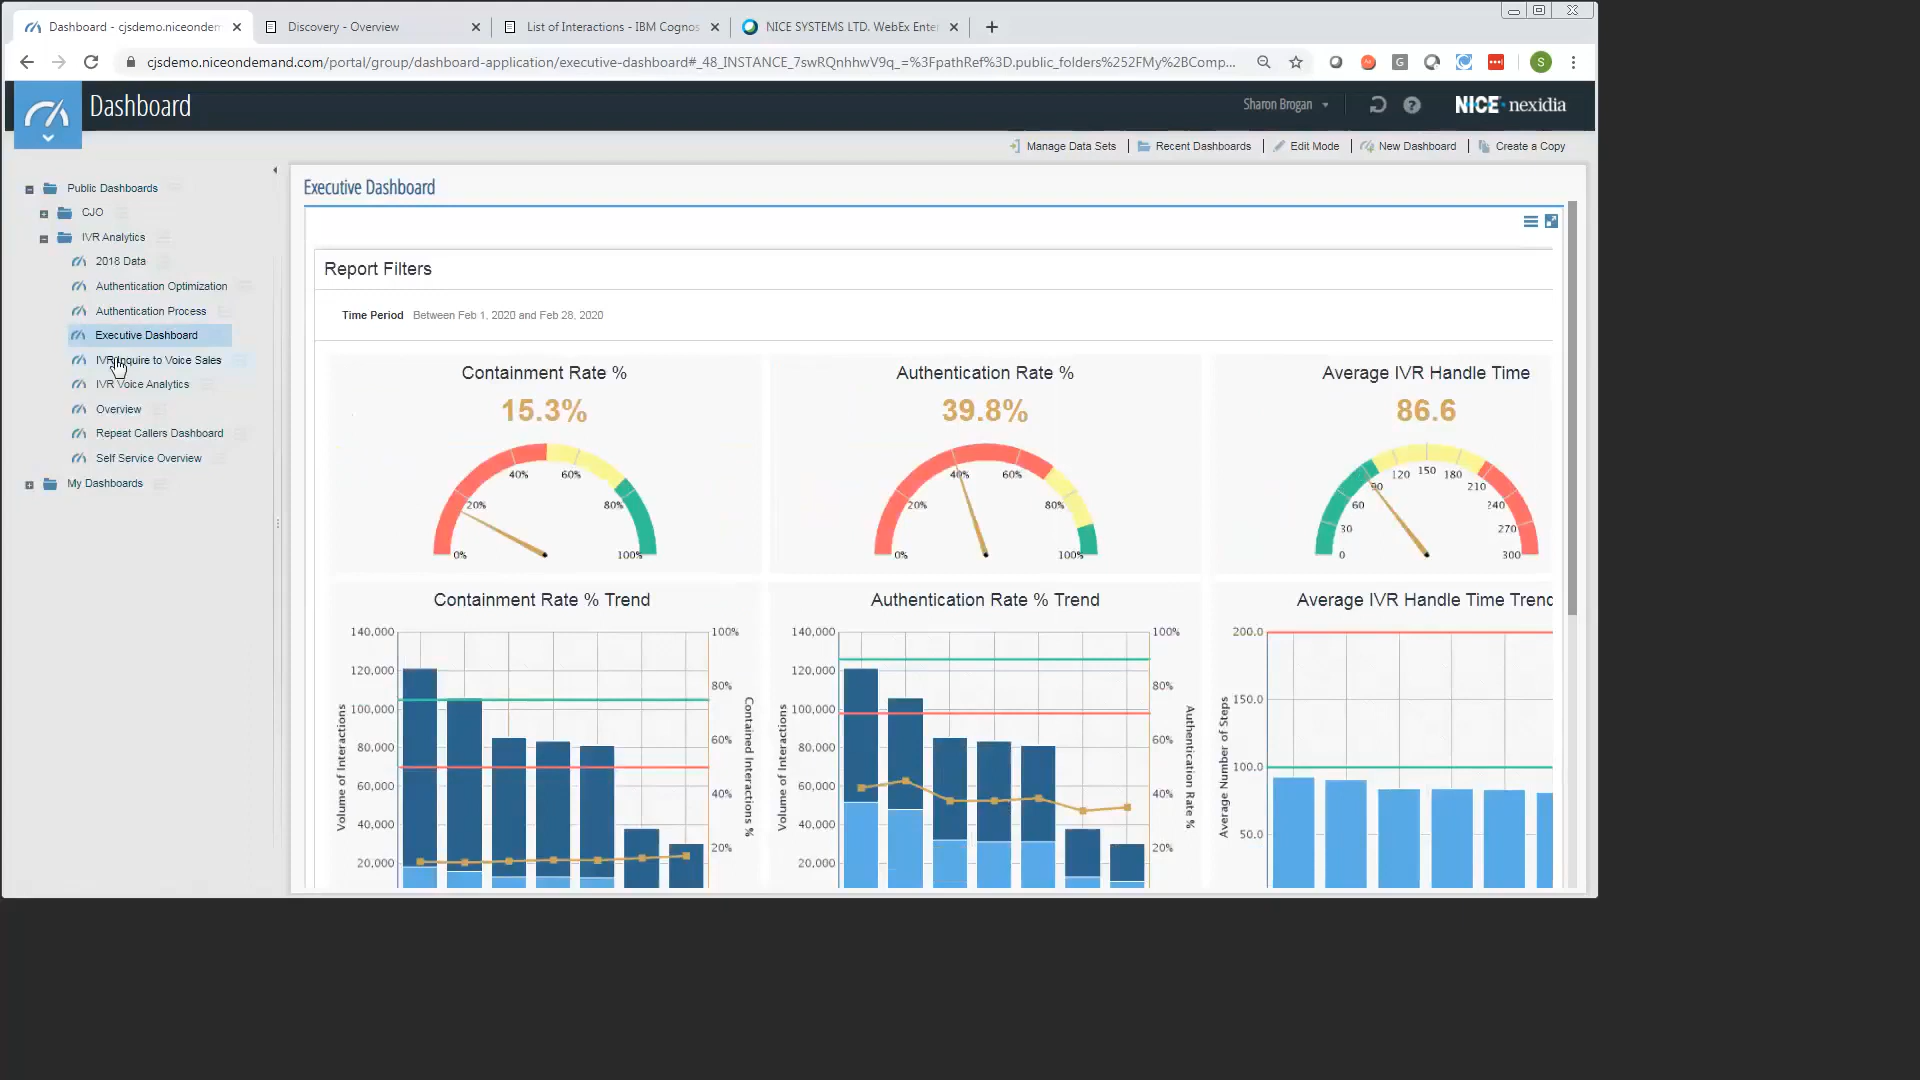 Dashboard - cjsdemo.niceondem
Discovery - Overview
List of Interactions - IBM Cognos
NICE SYSTEMS LTD. WebEx Enter
cjsdemo.niceondemand.com/portal/group/dashboard-application/executive-dashboard#_48_INSTANCE_7swRQnhhwV9q_=%3FpathRef%3D.public_folders%252FMy%2BComp...
S
Dashboard
Sharon Brogan
NICE nexidia
Manage Data Sets
Recent Dashboards
Edit Mode
New Dashboard
Create a Copy
Public Dashboards
CJO
IVR Analytics
2018 Data
Authentication Optimization
Authentication Process
Executive Dashboard
IVR Inquire to Voice Sales
IVR Voice Analytics
Overview
Repeat Callers Dashboard
Self Service Overview
My Dashboards
Executive Dashboard
Report Filters
Time Period Between Feb 1, 2020 and Feb 28, 2020
Containment Rate %
15.3%
0%
20%
40%
60%
80%
100%
Authentication Rate %
39.8%
0%
20%
40%
60%
80%
100%
Average IVR Handle Time
86.6
0
30
60
90
120
150
180
210
240
270
300
Containment Rate % Trend
140,000
120,000
100,000
80,000
60,000
40,000
20,000
Volume of Interactions
100%
80%
60%
40%
20%
Contained Interactions %
Authentication Rate % Trend
140,000
120,000
100,000
80,000
60,000
40,000
20,000
Volume of Interactions
100%
80%
60%
40%
20%
Authentication Rate %
Average IVR Handle Time Trend
200.0
150.0
100.0
50.0
Average Number of Steps